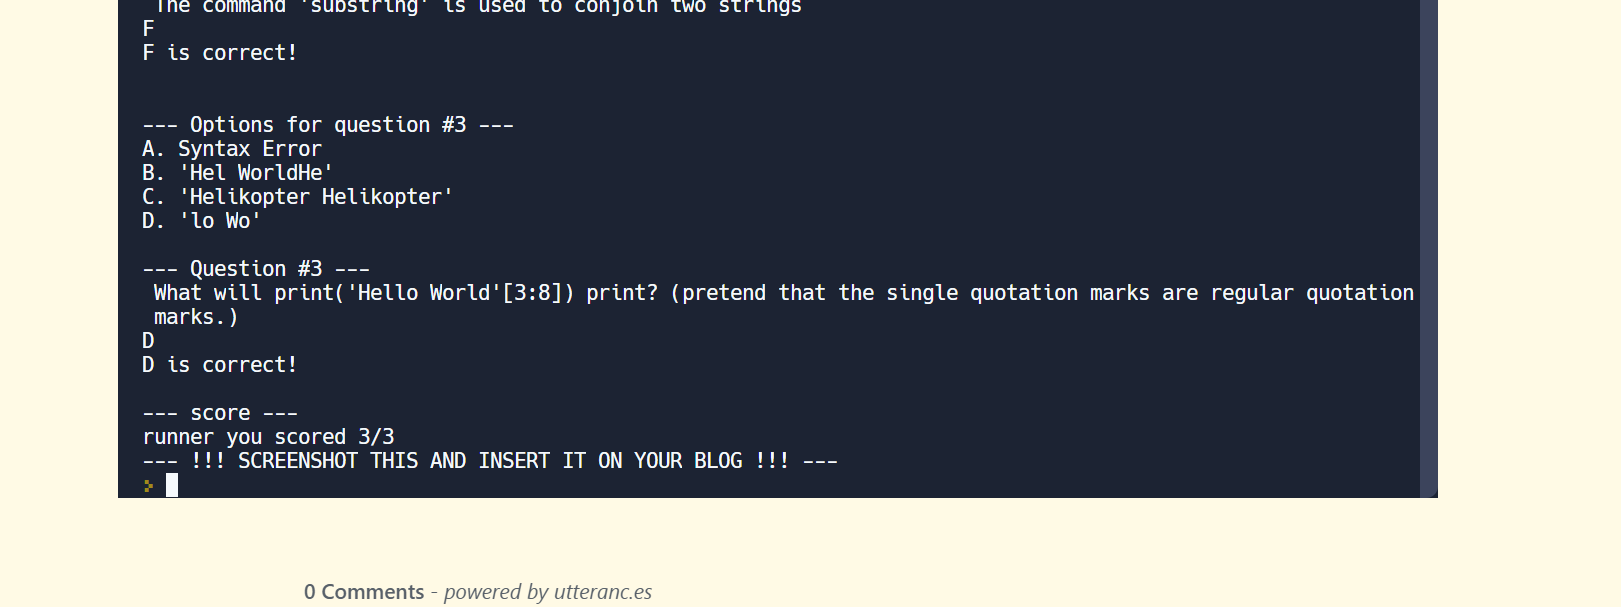 The command 'substring' is used to conjoin two strings
F
F is correct!
--- Options for question #3 ---
A. Syntax Error
B. 'Hel WorldHe'
C. 'Helikopter Helikopter'
D. 'lo Wo'
--- Question #3 ---
What will print('Hello World'[3:8]) print? (pretend that the single quotation marks are regular quotation
marks.)
D
D is correct!
--- score ---
runner you scored 3/3
--- !!! SCREENSHOT THIS AND INSERT IT ON YOUR BLOG !!! ---
>
0 Comments - powered by utteranc.es